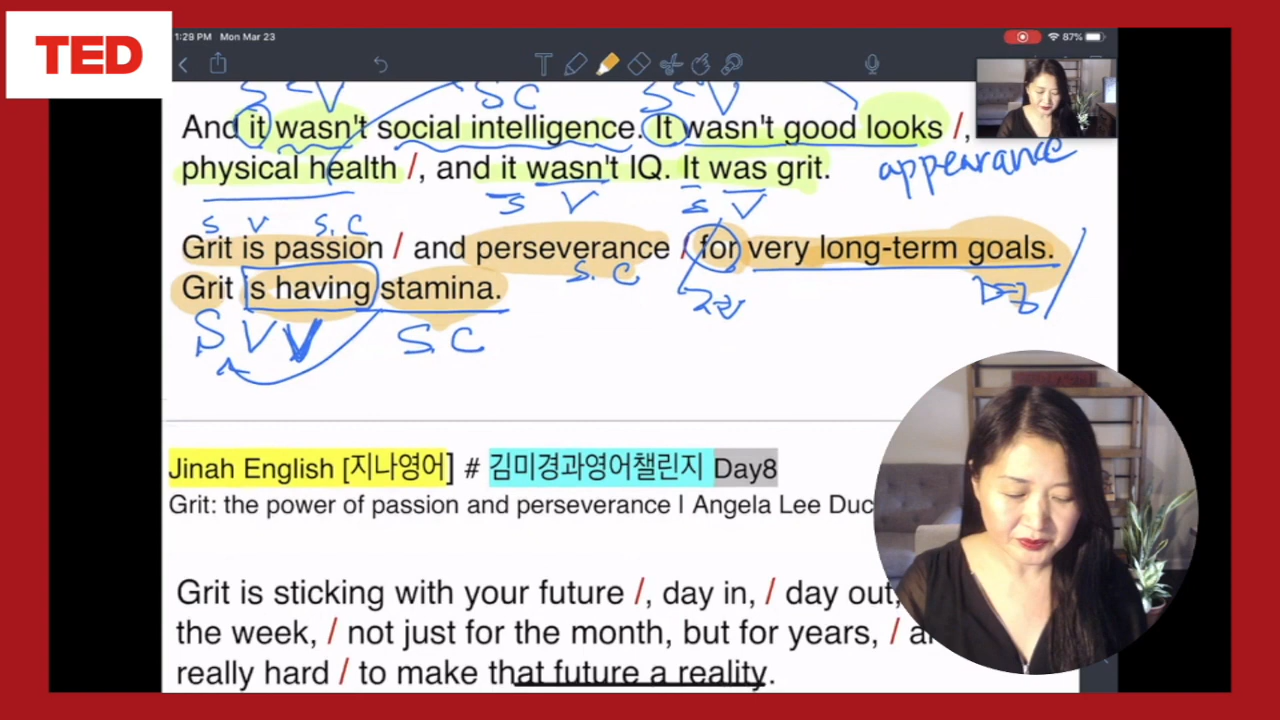 TED
1:29 PM Mon Mar 23
87%
S V S C S V
And it wasn't social intelligence. It wasn't good looks /,
physical health /, and it wasn't IQ. It was grit.
appearance
S V S V
S V S.C
Grit is passion / and perseverance / for very long-term goals.
S.C
Grit is having stamina.
S V V S.C
Jinah English [지나영어] # 김미경과영어챌린지 Day8
Grit: the power of passion and perseverance | Angela Lee Duc
Grit is sticking with your future /, day in, / day out,
the week, / not just for the month, but for years, /
really hard / to make that future a reality.